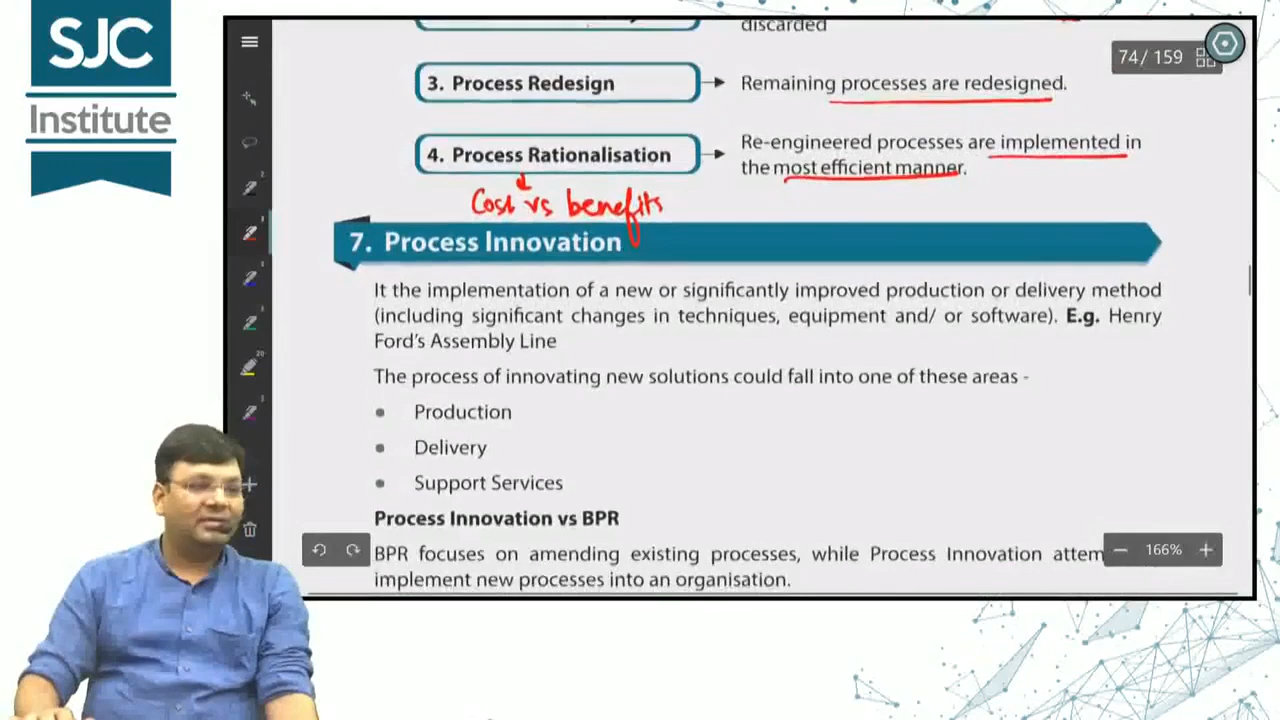 SJC
Institute
discarded
74 / 159
3. Process Redesign
Remaining processes are redesigned.
4. Process Rationalisation
Re-engineered processes are implemented in
the most efficient manner.
Cost vs benefits
7. Process Innovation
It the implementation of a new or significantly improved production or delivery method
(including significant changes in techniques, equipment and/ or software). E.g. Henry
Ford's Assembly Line
The process of innovating new solutions could fall into one of these areas -
• Production
• Delivery
• Support Services
Process Innovation vs BPR
BPR focuses on amending existing processes, while Process Innovation
implement new processes into an organisation.
166%